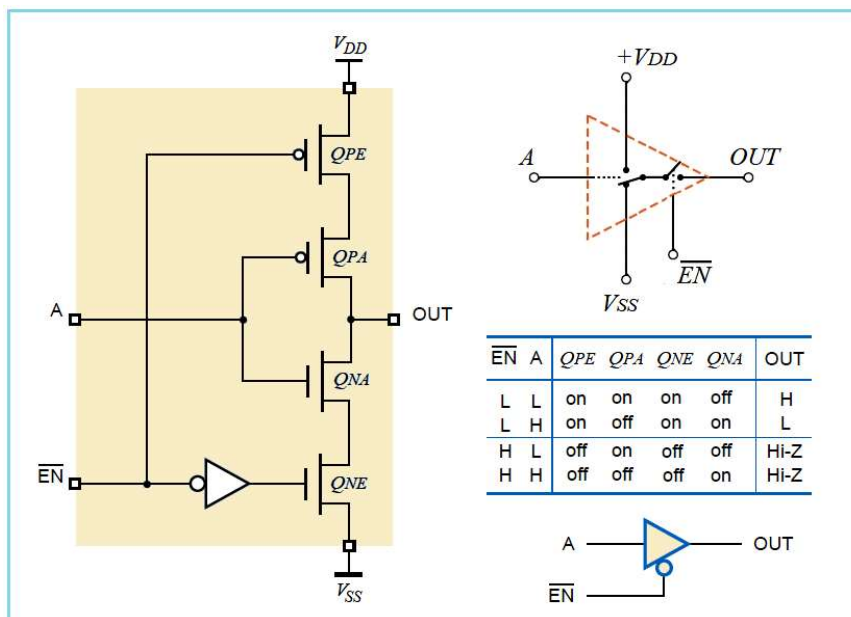 VDD
QPE
QPA
A
OUT
QNA
EN
QNE
VSS
+VDD
A
OUT
EN
VSS
EN A QPE QPA QNE QNA OUT
L L on on on off H
L H on off on on L
H L off on off off Hi-Z
H H off off off on Hi-Z
A
OUT
EN